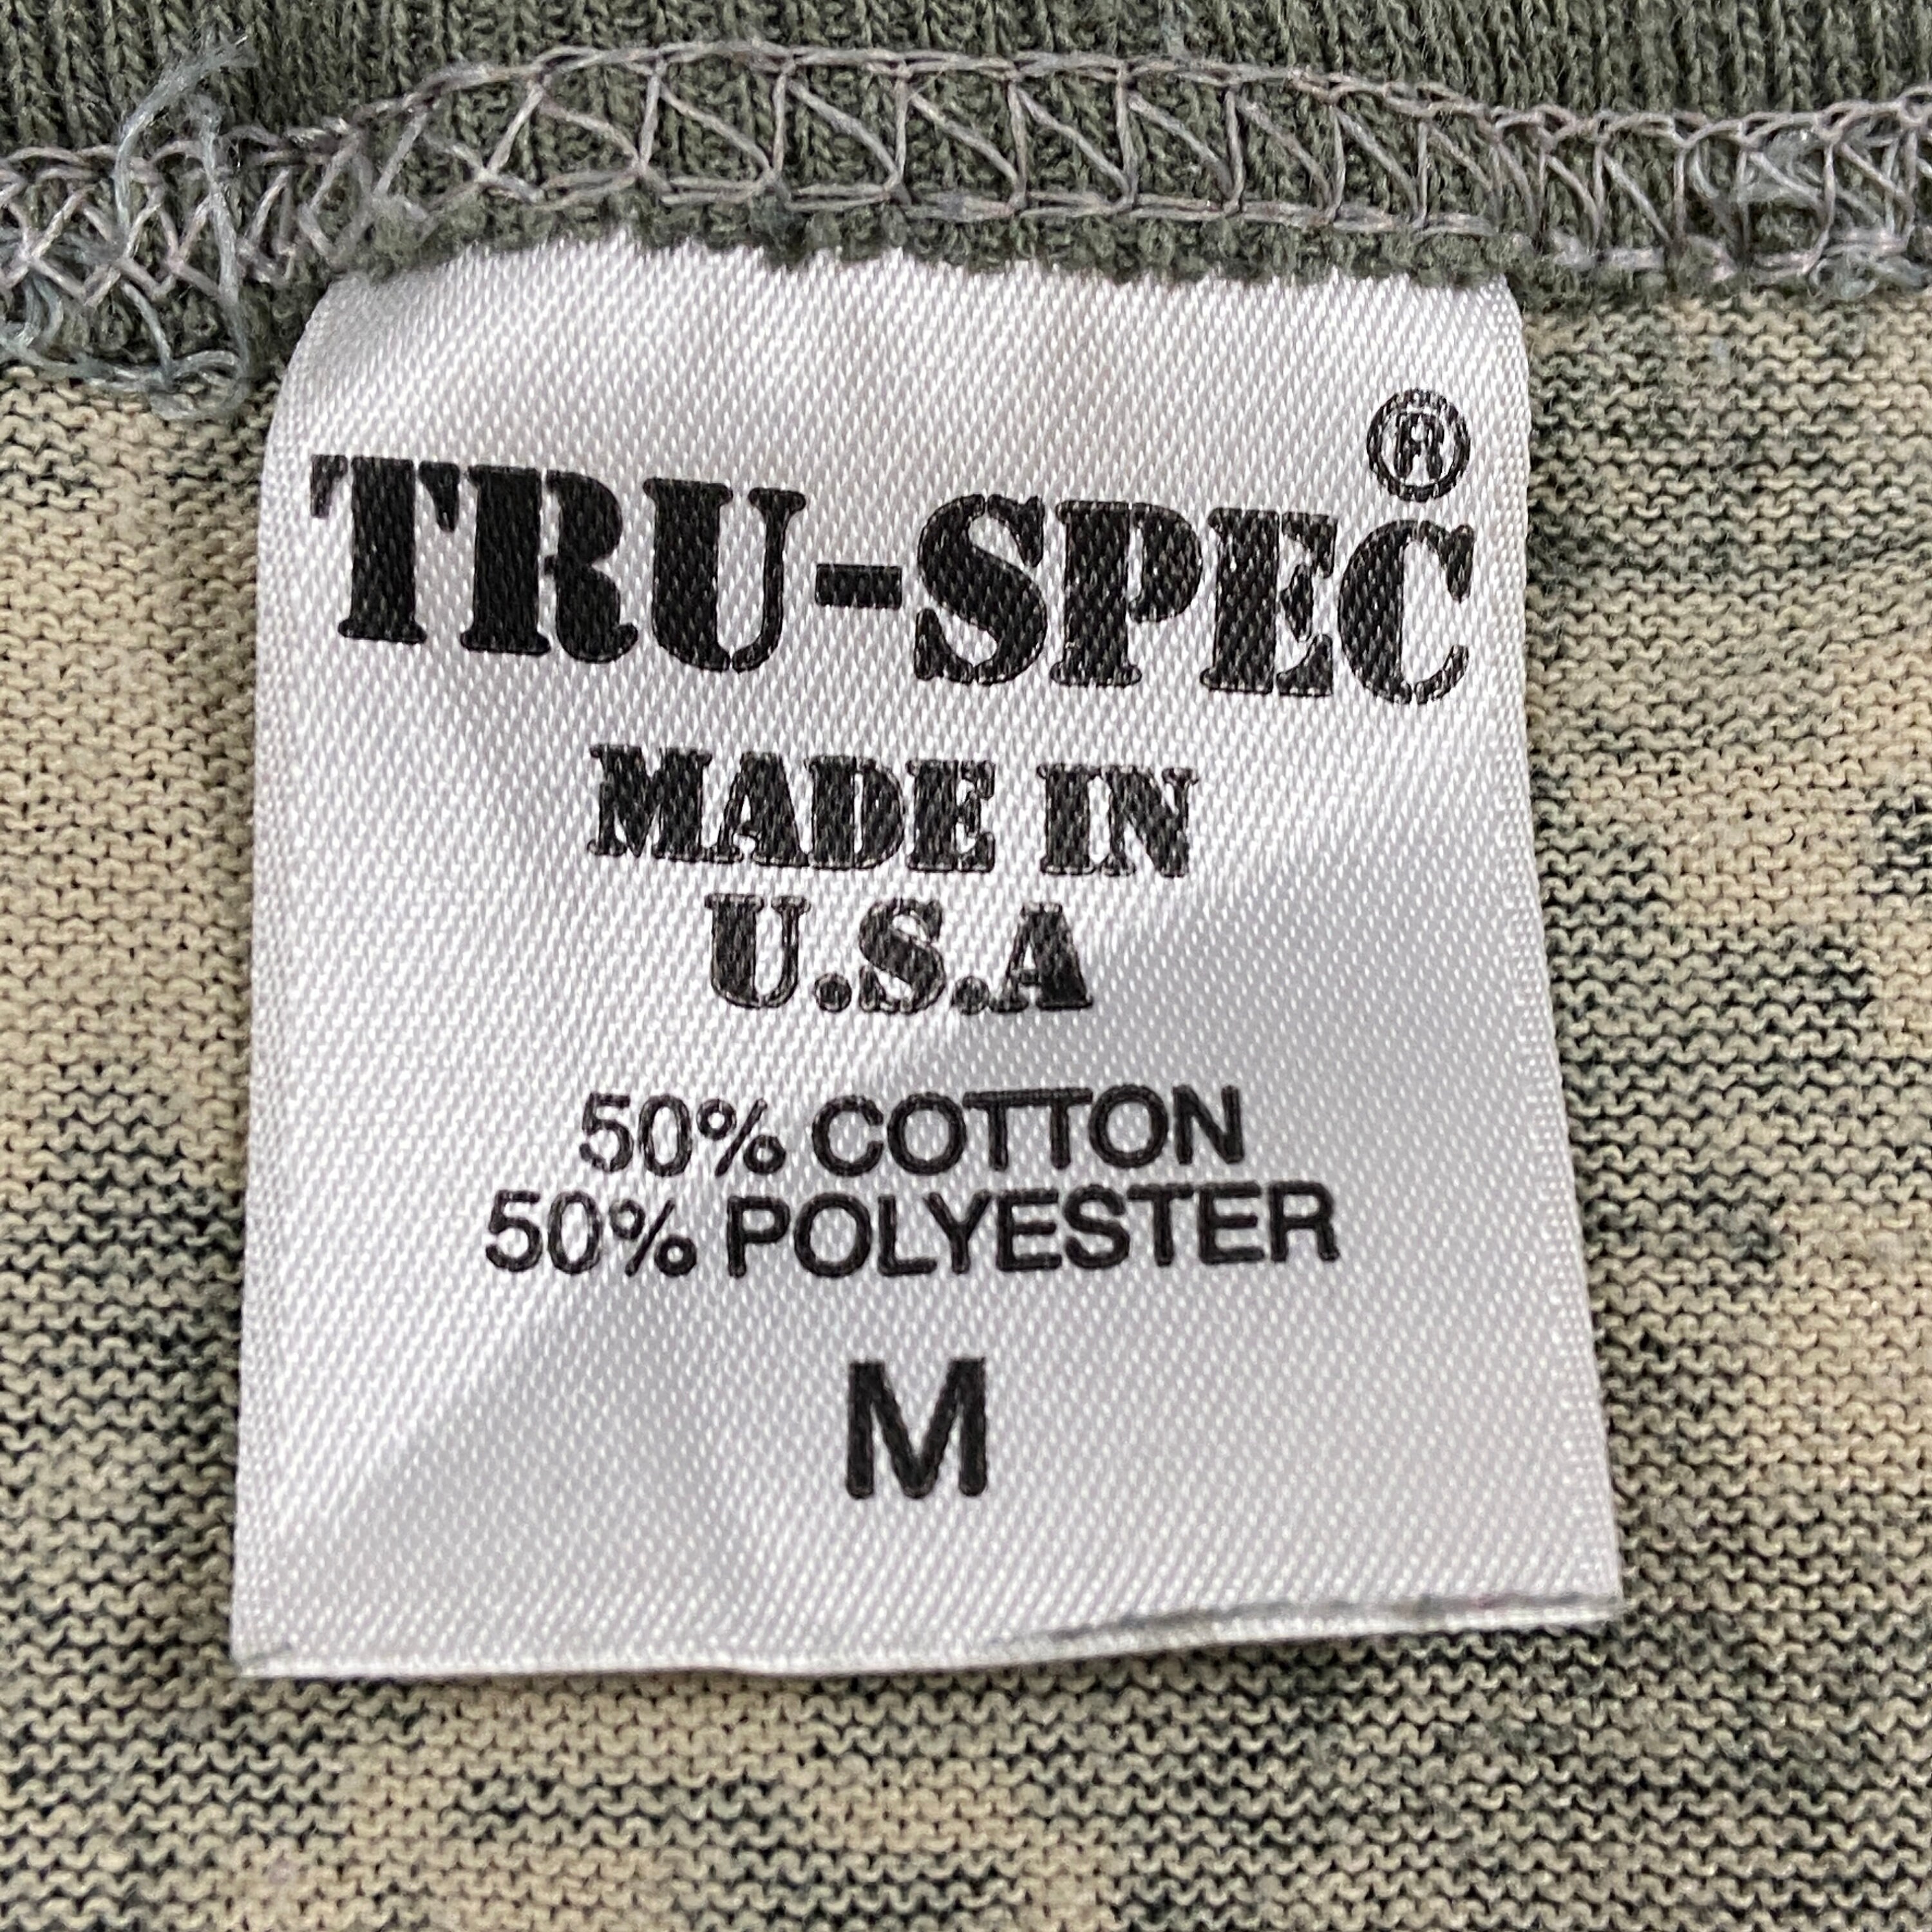 TRU-SPEC®
MADE IN
U.S.A
50% COTTON
50% POLYESTER
M